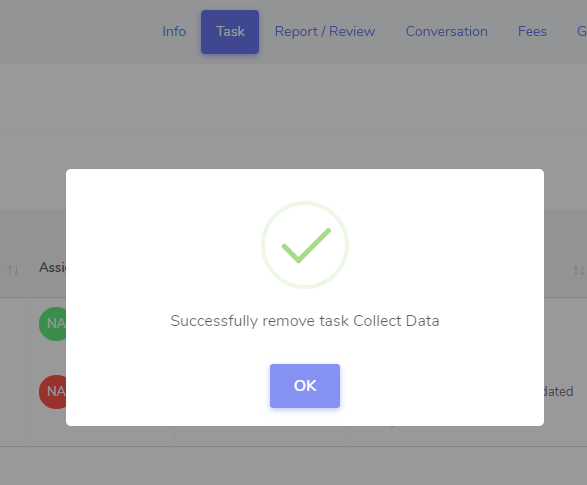 Info Task Report / Review Conversation Fees G
Assi
NA
Successfully remove task Collect Data
NA
OK
dated